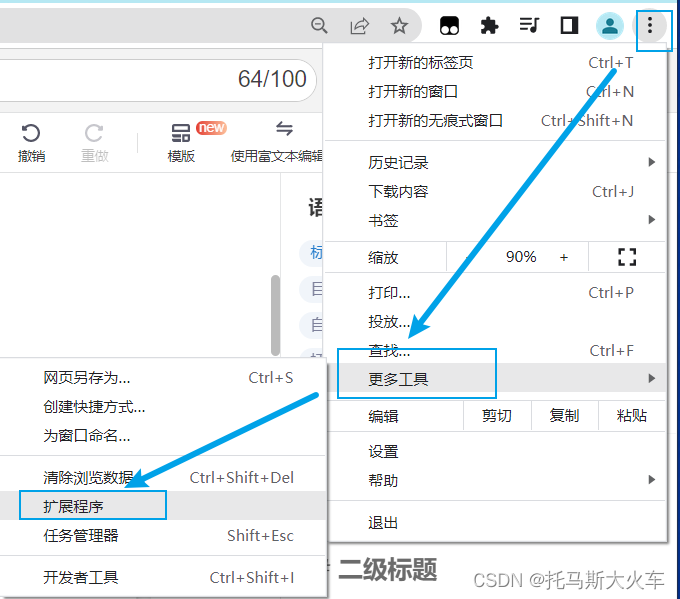 64/100
撤销
重做
模版
new
使用富文本编辑
语
标
目
自
打开新的标签页 Ctrl+T
打开新的窗口 Ctrl+N
打开新的无痕式窗口 Ctrl+Shift+N
历史记录
下载内容 Ctrl+J
书签
缩放 - 90% +
打印... Ctrl+P
投放...
查找... Ctrl+F
更多工具
编辑 剪切 复制 粘贴
设置
帮助
退出
网页另存为... Ctrl+S
创建快捷方式...
为窗口命名...
清除浏览数据... Ctrl+Shift+Del
扩展程序
任务管理器 Shift+Esc
开发者工具 Ctrl+Shift+I
二级标题
CSDN @托马斯大火车